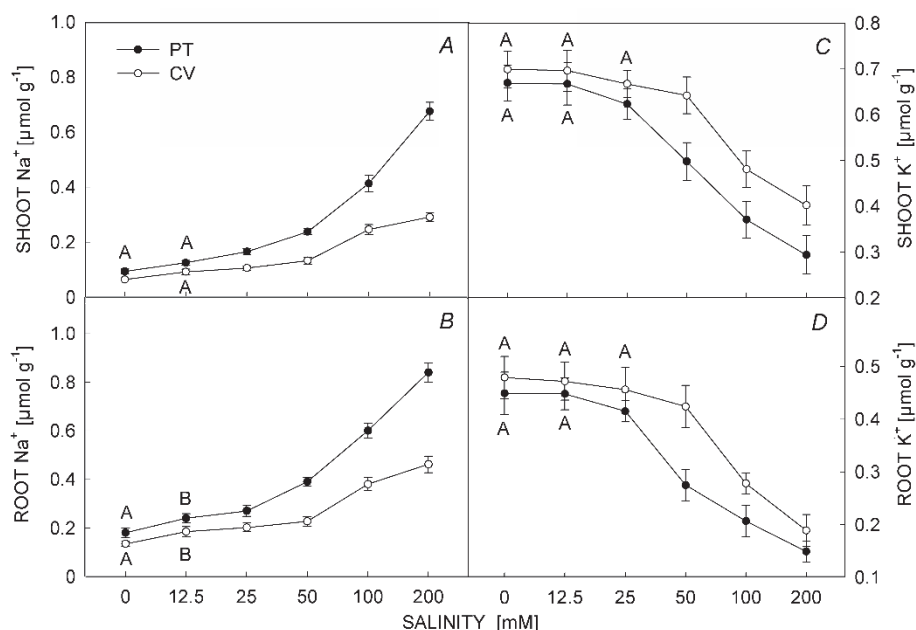 A
PT
CV
SHOOT Na⁺ [µmol g⁻¹]
1.0
0.8
0.6
0.4
0.2
0
A
A
A
C
SHOOT K⁺ [µmol g⁻¹]
0.8
0.7
0.6
0.5
0.4
0.3
0.2
A
A
A
A
A
B
ROOT Na⁺ [µmol g⁻¹]
1.0
0.8
0.6
0.4
0.2
0
A
B
A
B
0 12.5 25 50 100 200
D
ROOT K⁺ [µmol g⁻¹]
0.5
0.4
0.3
0.2
0.1
A
A
A
A
A
0 12.5 25 50 100 200
SALINITY [mM]